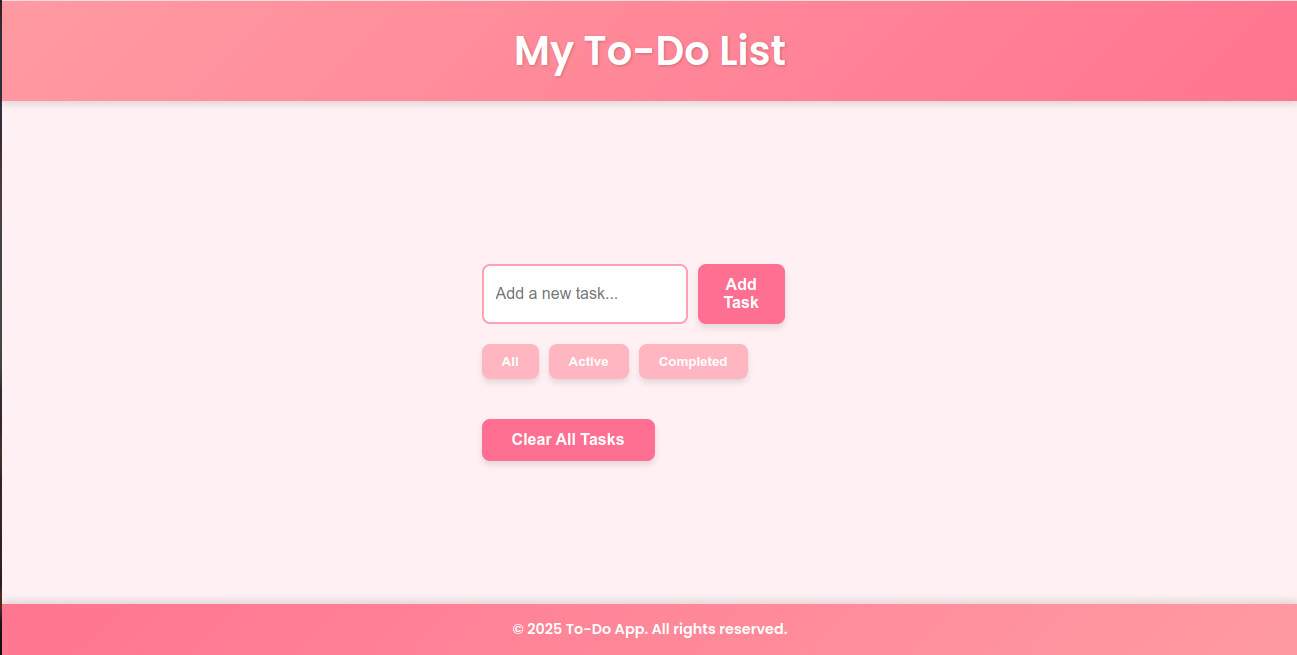 My To-Do List
Add a new task...
Add
Task
All
Active
Completed
Clear All Tasks
© 2025 To-Do App. All rights reserved.